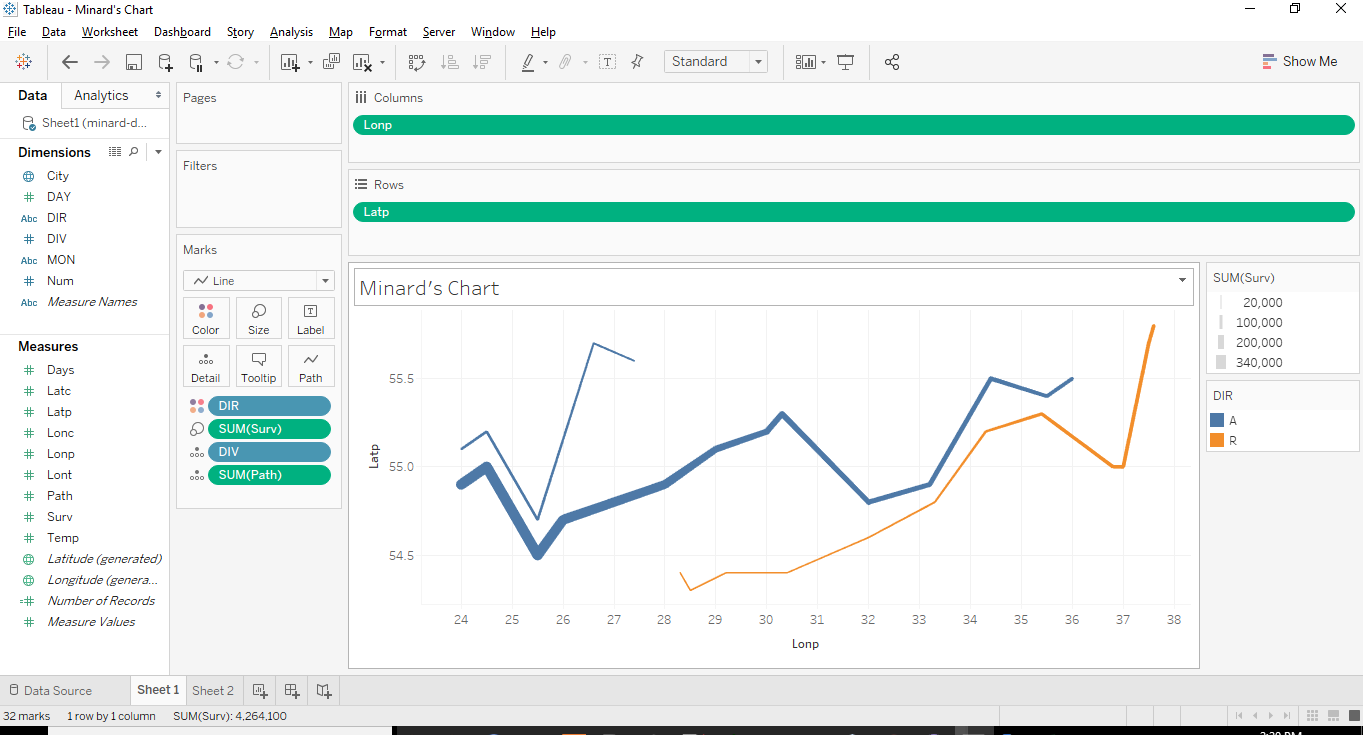 Tableau - Minard's Chart
File Data Worksheet Dashboard Story Analysis Map Format Server Window Help
Standard
Show Me
Data Analytics
Sheet1 (minard-d...
Dimensions
City
DAY
Abc DIR
DIV
Abc MON
Num
Abc Measure Names
Measures
Days
Latc
Latp
Lonc
Lonp
Lont
Path
Surv
Temp
Latitude (generated)
Longitude (genera...
Number of Records
Measure Values
Pages
Filters
Marks
Line
Color Size Label
Detail Tooltip Path
DIR
SUM(Surv)
DIV
SUM(Path)
Columns
Lonp
Rows
Latp
Minard's Chart
55.5
55.0
54.5
Latp
24 25 26 27 28 29 30 31 32 33 34 35 36 37 38
Lonp
SUM(Surv)
20,000
100,000
200,000
340,000
DIR
A
R
Data Source Sheet 1 Sheet 2
32 marks 1 row by 1 column SUM(Surv): 4,264,100